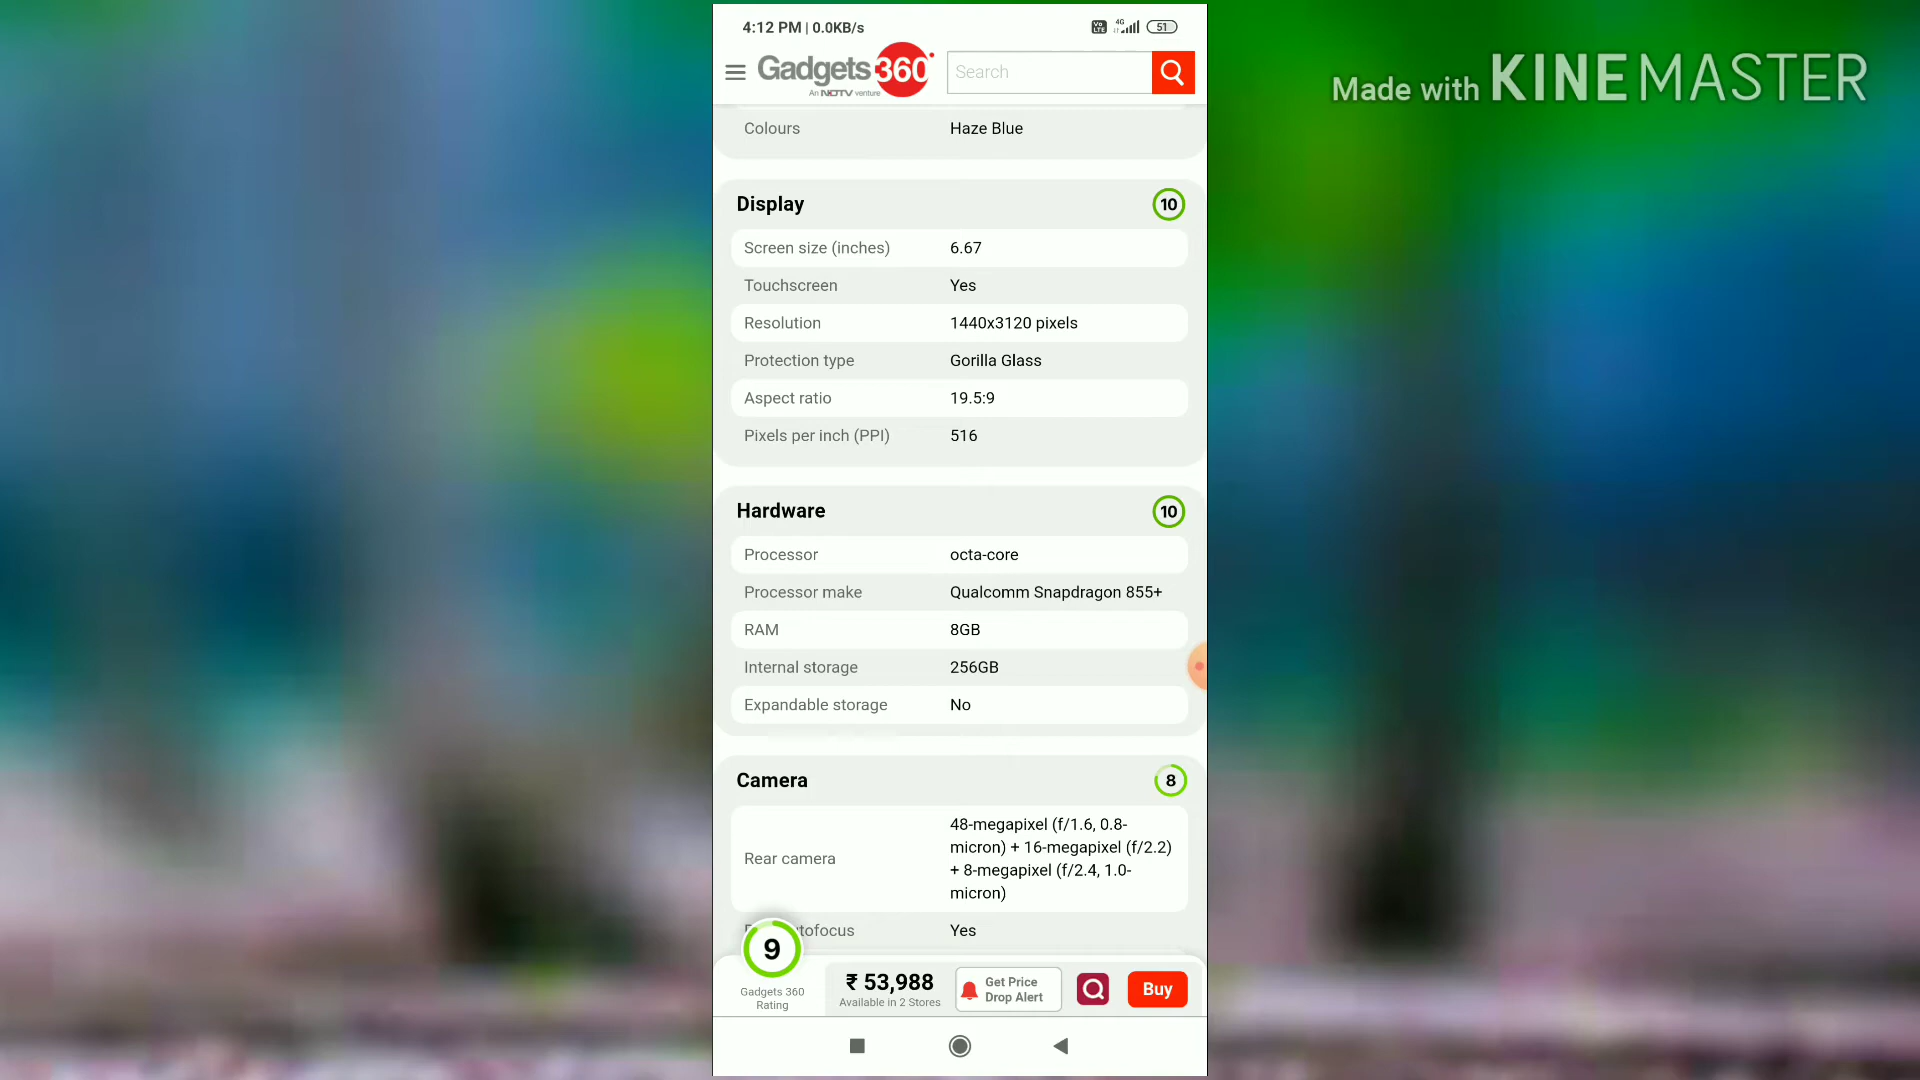 4:12 PM | 0.0KB/s
Vo LTE 4G 51
Gadgets 360
An NDTV venture
Search
Made with KINEMASTER
Colours Haze Blue
Display 10
Screen size (inches) 6.67
Touchscreen Yes
Resolution 1440x3120 pixels
Protection type Gorilla Glass
Aspect ratio 19.5:9
Pixels per inch (PPI) 516
Hardware 10
Processor octa-core
Processor make Qualcomm Snapdragon 855+
RAM 8GB
Internal storage 256GB
Expandable storage No
Camera 8
Rear camera 48-megapixel (f/1.6, 0.8-
micron) + 16-megapixel (f/2.2)
+ 8-megapixel (f/2.4, 1.0-
micron)
Yes
9
Gadgets 360
Rating
₹ 53,988
Available in 2 Stores
Get Price
Drop Alert
Buy